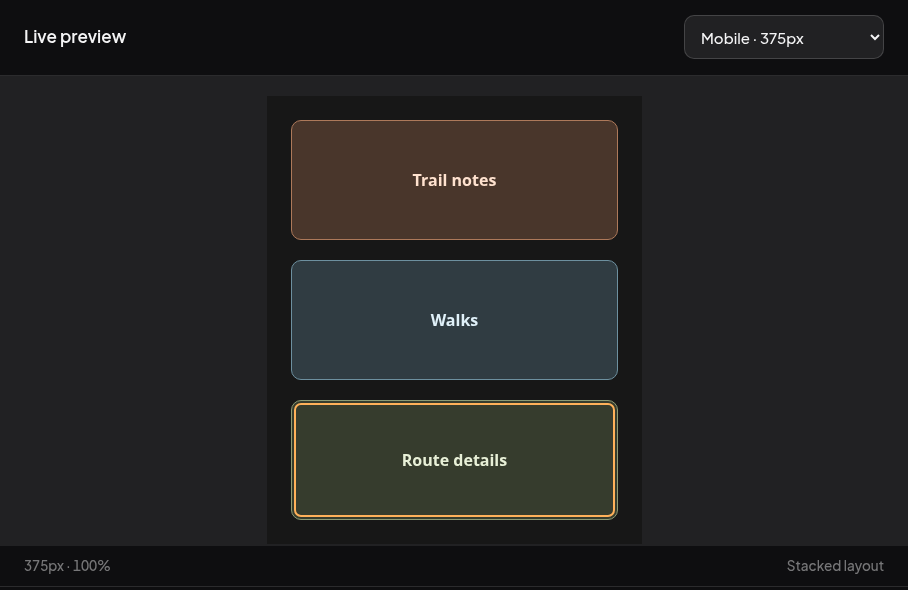 Live preview
Mobile · 375px
Trail notes
Walks
Route details
375px · 100%
Stacked layout